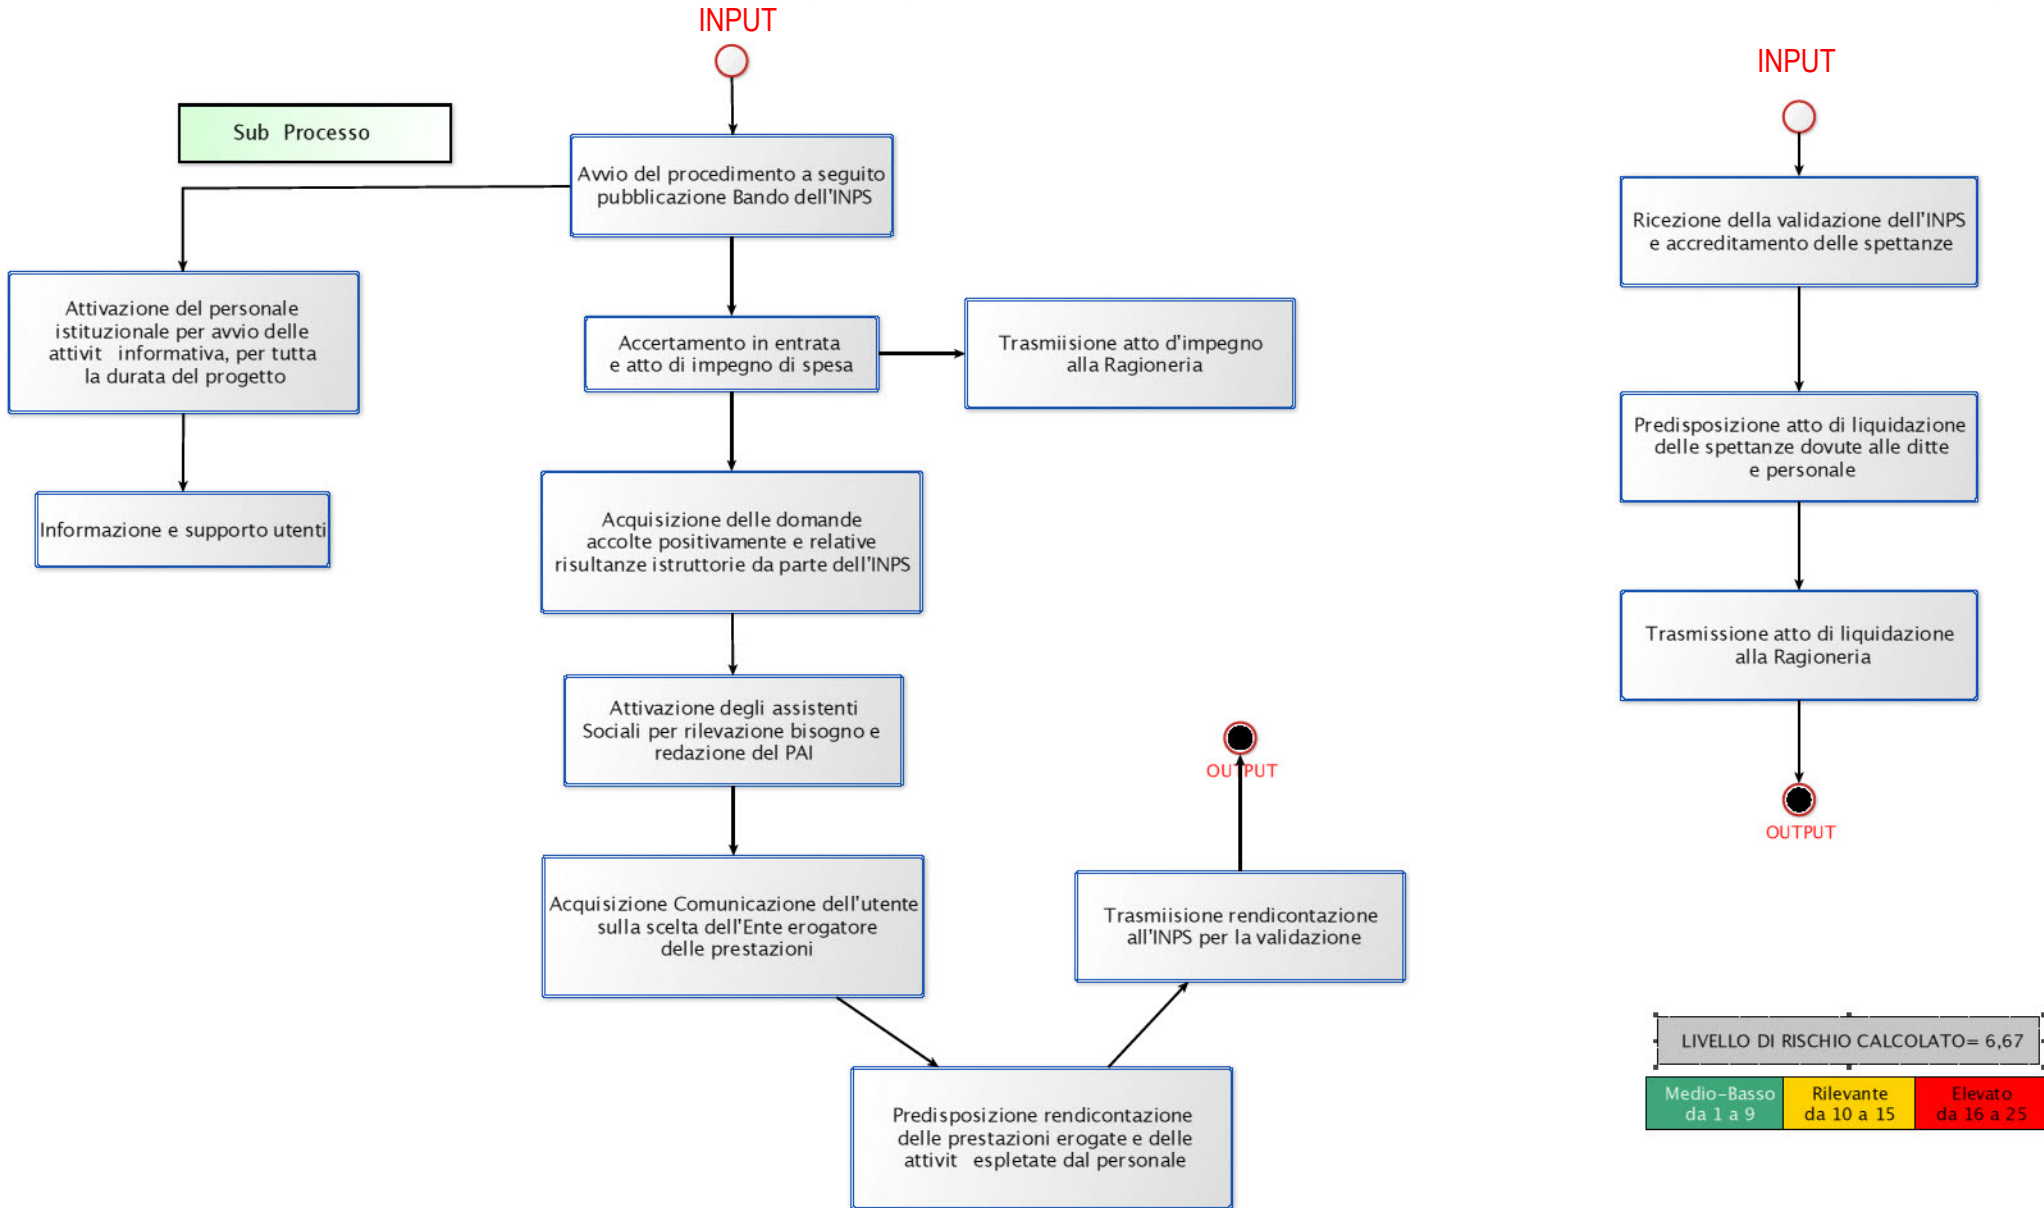 INPUT
Sub Processo
Avvio del procedimento a seguito
pubblicazione Bando dell'INPS
Attivazione del personale
istituzionale per avvio delle
attivit informativa, per tutta
la durata del progetto
Informazione e supporto utenti
Accertamento in entrata
e atto di impegno di spesa
Trasmiisione atto d'impegno
alla Ragioneria
Acquisizione delle domande
accolte positivamente e relative
risultanze istruttorie da parte dell'INPS
Attivazione degli assistenti
Sociali per rilevazione bisogno e
redazione del PAI
Acquisizione Comunicazione dell'utente
sulla scelta dell'Ente erogatore
delle prestazioni
Predisposizione rendicontazione
delle prestazioni erogate e delle
attivit espletate dal personale
Trasmiisione rendicontazione
all'INPS per la validazione
OUTPUT
INPUT
Ricezione della validazione dell'INPS
e accreditamento delle spettanze
Predisposizione atto di liquidazione
delle spettanze dovute alle ditte
e personale
Trasmissione atto di liquidazione
alla Ragioneria
OUTPUT
LIVELLO DI RISCHIO CALCOLATO= 6,67
Medio-Basso
da 1 a 9
Rilevante
da 10 a 15
Elevato
da 16 a 25